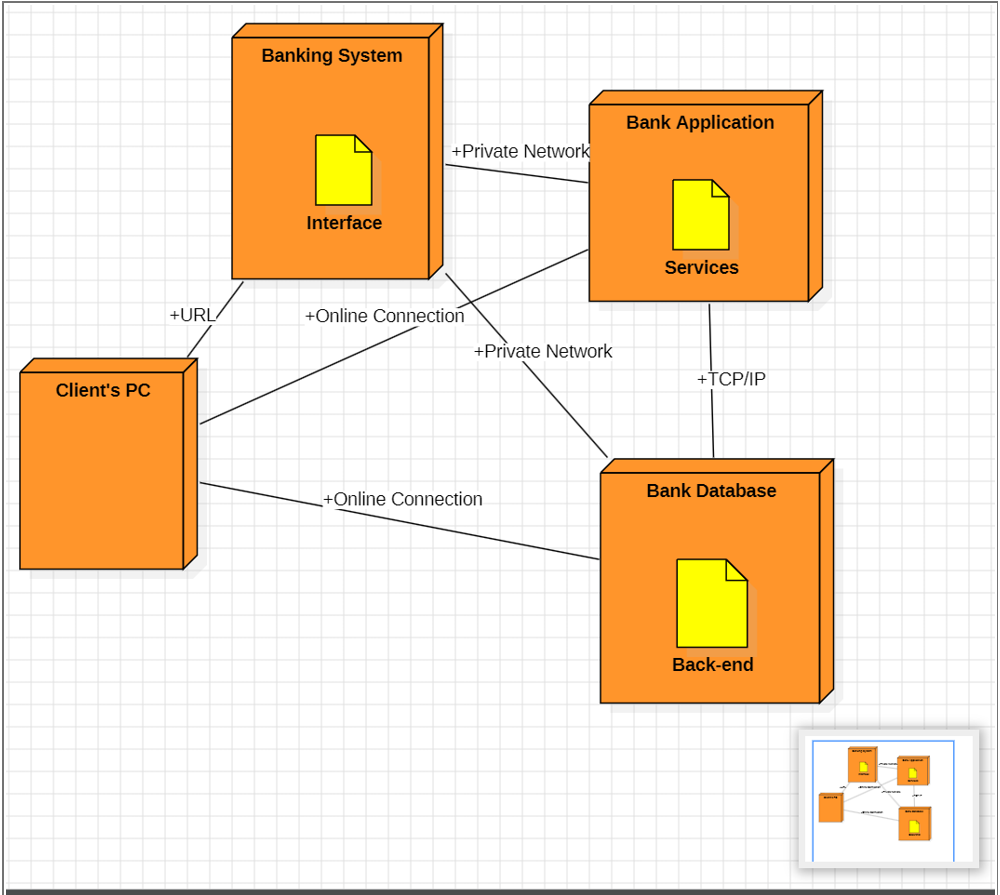 Banking System
Interface
Bank Application
Services
+Private Network
+URL
+Online Connection
+Private Network
+TCP/IP
Client's PC
+Online Connection
Bank Database
Back-end